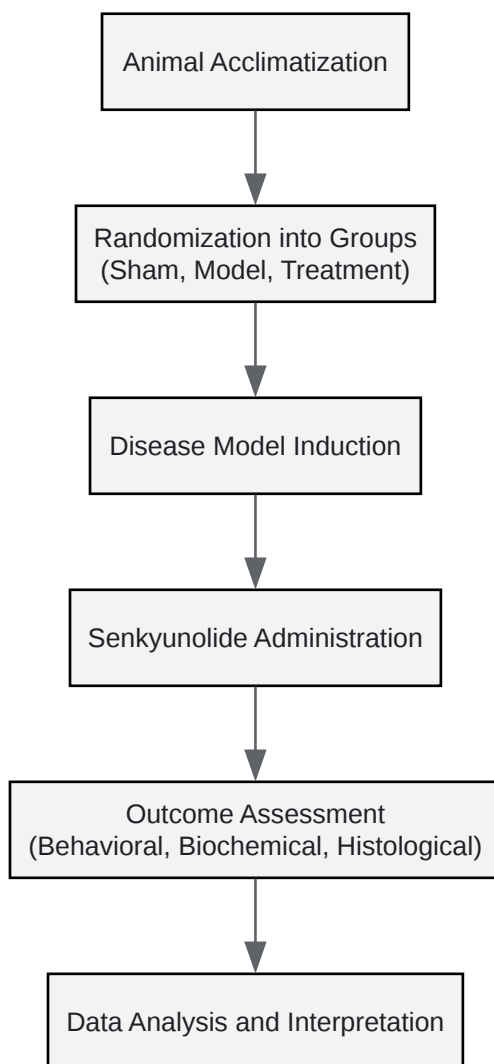 Animal Acclimatization
Randomization into Groups
(Sham, Model, Treatment)
Disease Model Induction
Senkyunolide Administration
Outcome Assessment
(Behavioral, Biochemical, Histological)
Data Analysis and Interpretation